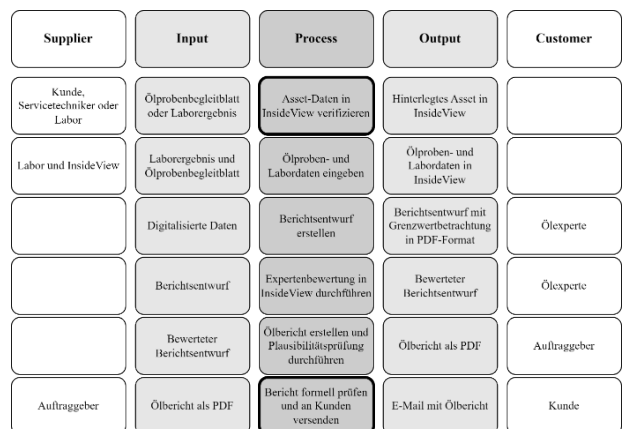 Supplier
Input
Process
Output
Customer
Kunde,
Servicetechniker oder
Labor
Ölprobenbegleitblatt
oder Laborergebnis
Asset-Daten in
InsideView verifizieren
Hinterlegtes Asset in
InsideView
Labor und InsideView
Laborergebnis und
Ölprobenbegleitblatt
Ölproben- und
Labordaten eingeben
Ölproben- und
Labordaten in
InsideView
Digitalisierte Daten
Berichtsentwurf
erstellen
Berichtsentwurf mit
Grenzwertbetrachtung
in PDF-Format
Ölexperte
Berichtsentwurf
Expertenbewertung in
InsideView durchführen
Bewerteter
Berichtsentwurf
Ölexperte
Bewerteter
Berichtsentwurf
Ölbericht erstellen und
Plausibilitätsprüfung
durchführen
Ölbericht als PDF
Auftraggeber
Auftraggeber
Ölbericht als PDF
Bericht formell prüfen
und an Kunden
versenden
E-Mail mit Ölbericht
Kunde